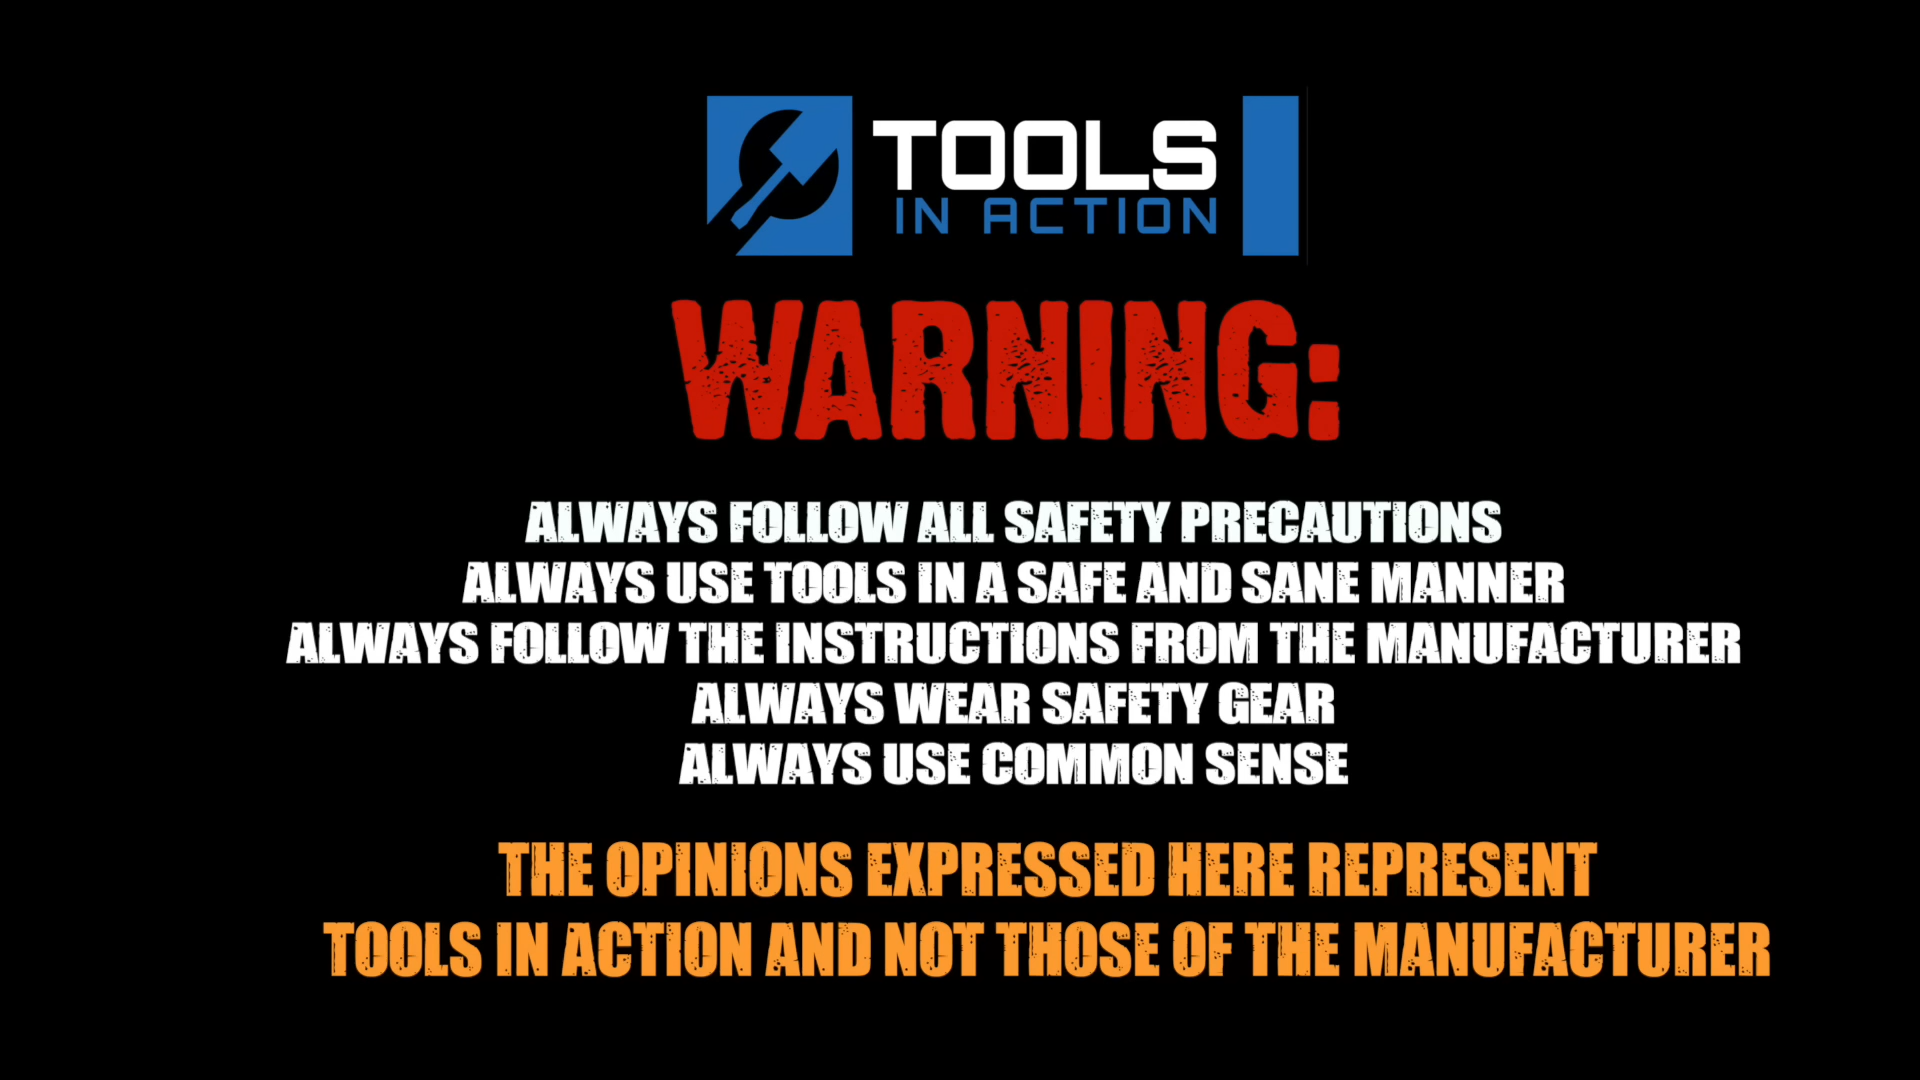 TOOLS
IN ACTION
WARNING:
ALWAYS FOLLOW ALL SAFETY PRECAUTIONS
ALWAYS USE TOOLS IN A SAFE AND SANE MANNER
ALWAYS FOLLOW THE INSTRUCTIONS FROM THE MANUFACTURER
ALWAYS WEAR SAFETY GEAR
ALWAYS USE COMMON SENSE
THE OPINIONS EXPRESSED HERE REPRESENT
TOOLS IN ACTION AND NOT THOSE OF THE MANUFACTURER